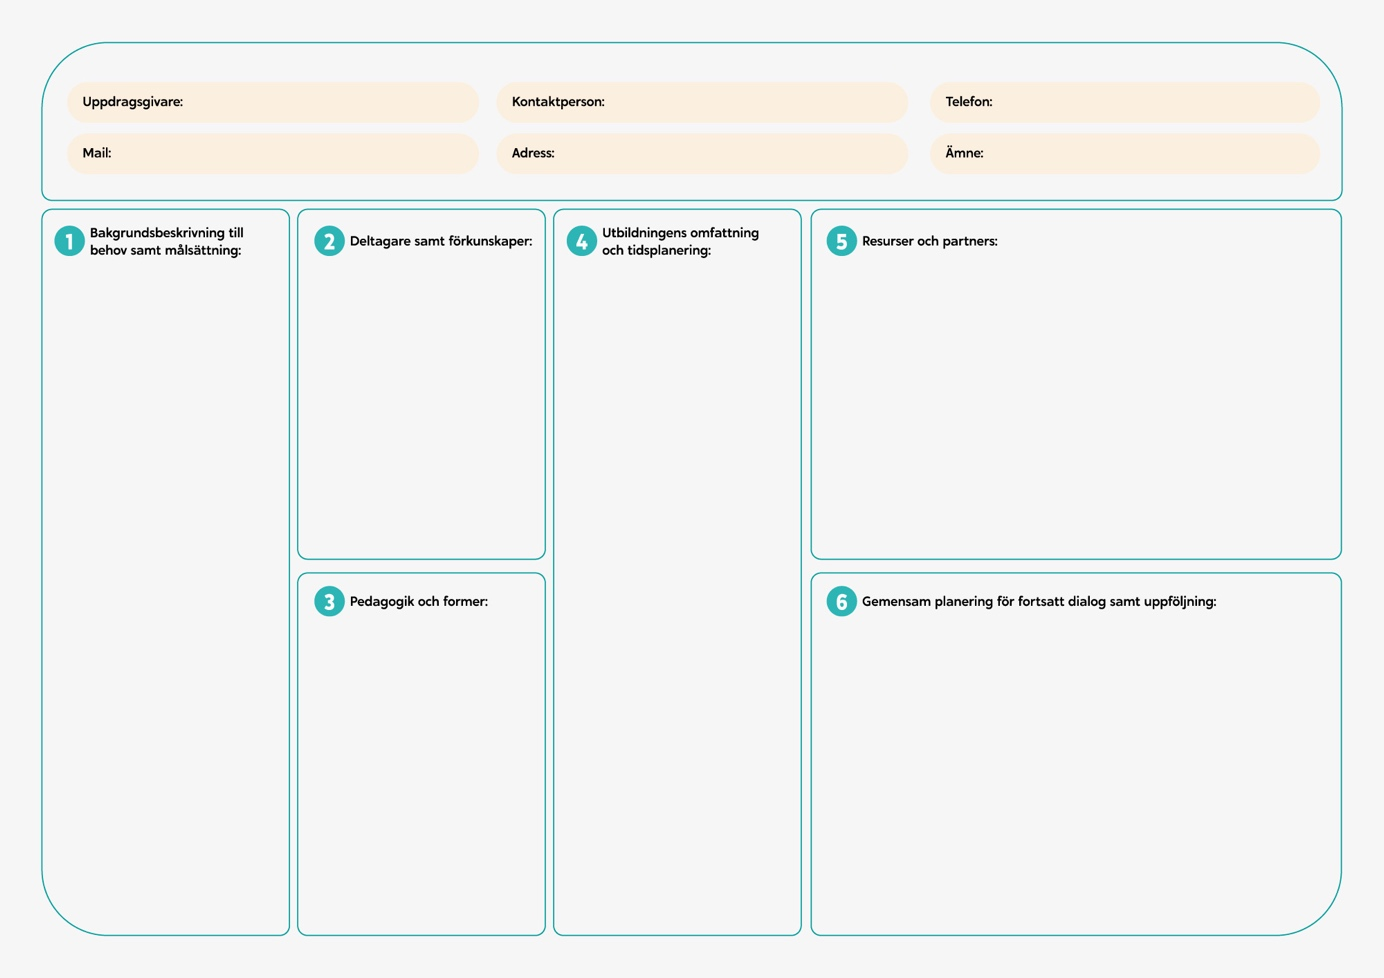 Uppdragsgivare:
Kontaktperson:
Telefon:
Mail:
Adress:
Ämne:
1 Bakgrundsbeskrivning till
behov samt målsättning:
2 Deltagare samt förkunskaper:
3 Pedagogik och former:
4 Utbildningens omfattning
och tidsplanering:
5 Resurser och partners:
6 Gemensam planering för fortsatt dialog samt uppföljning: